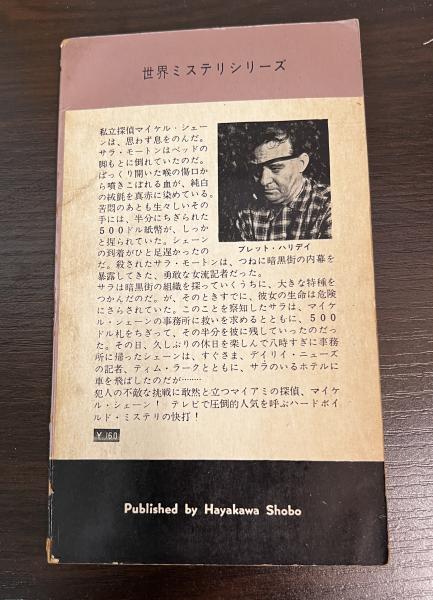 世界ミステリシリーズ
私立探偵マイケル・シェー
ンは、思わず息をのんだ。
サラ・モートンはベッドの
脚もとに倒れていたのだ。
ぱっくり開いた喉の傷口か
ら噴きこぼれる血が、純白
の絨氈を真赤に染めている。
苦悶のあとも生々しいその
手には、半分にちぎられた
500ドル紙幣が、しっか
と握られていた。シェーン
の到着がひと足遅かったの
だ。殺されたサラ・モートンは、つねに暗黒街の内幕を
暴露してきた、勇敢な女流記者だった。
サラは暗黒街の組織を探っていくうちに、大きな特種を
つかんだのだ。が、そのときすでに、彼女の生命は危険
にさらされていた。このことを察知したサラは、マイケ
ル・シェーンの事務所に救いを求めるとともに、500
ドル札をちぎって、その半分を彼に残していったのだっ
た。その日、久しぶりの休日を楽しんで八時すぎに事務
所に帰ったシェーンは、すぐさま、デイリイ・ニューズ
の記者、ティム・ラークとともに、サラのいるホテルに
車を飛ばしたのだが………
犯人の不敵な挑戦に敢然と立つマイアミの探偵、マイケ
ル・シェーン！ テレビで圧倒的人気を呼ぶハードボイ
ルド・ミステリの快打！
ブレット・ハリデイ
¥ 160
Published by Hayakawa Shobo